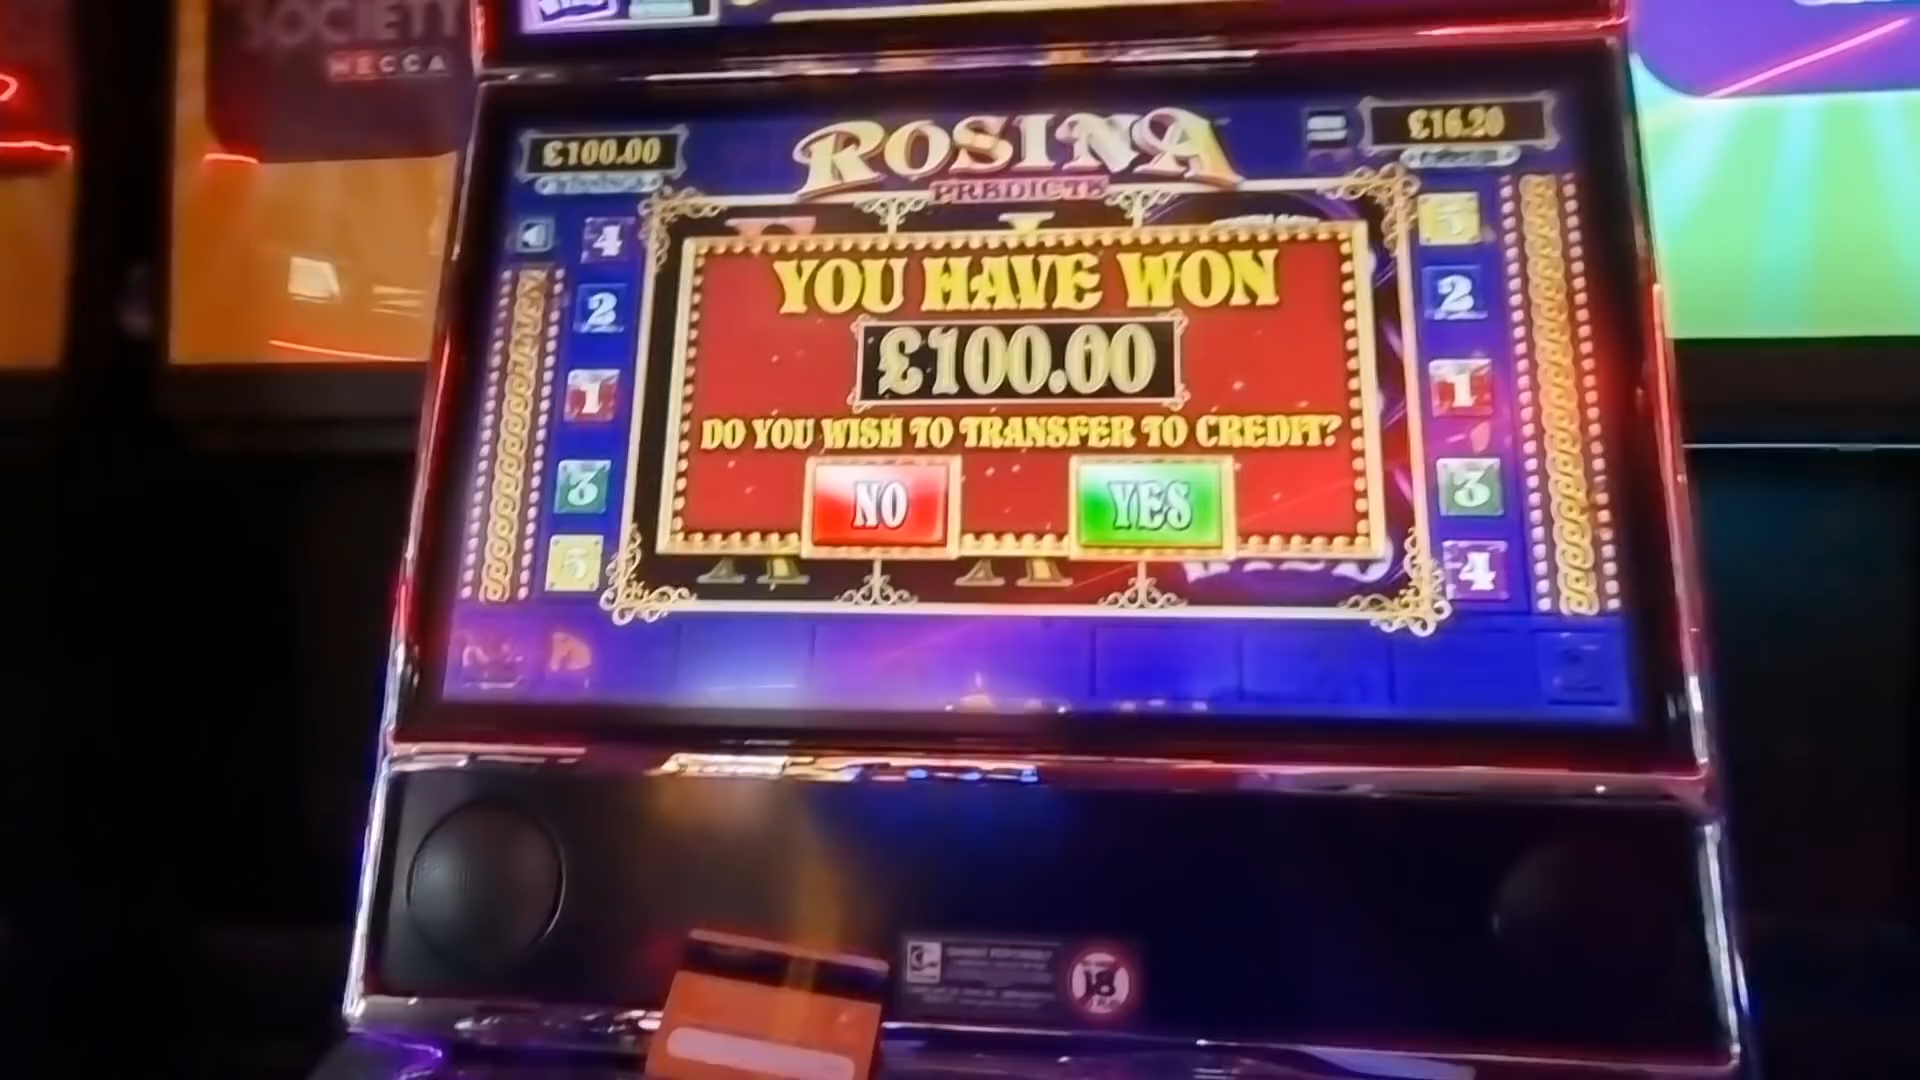 SOCIETY
MECCA
£100.00
ROSINA
£16.20
PREDICTS
4
5
YOU HAVE WON
2
2
£100.00
1
1
DO YOU WISH TO TRANSFER TO CREDIT?
3
3
NO
YES
5
4
18